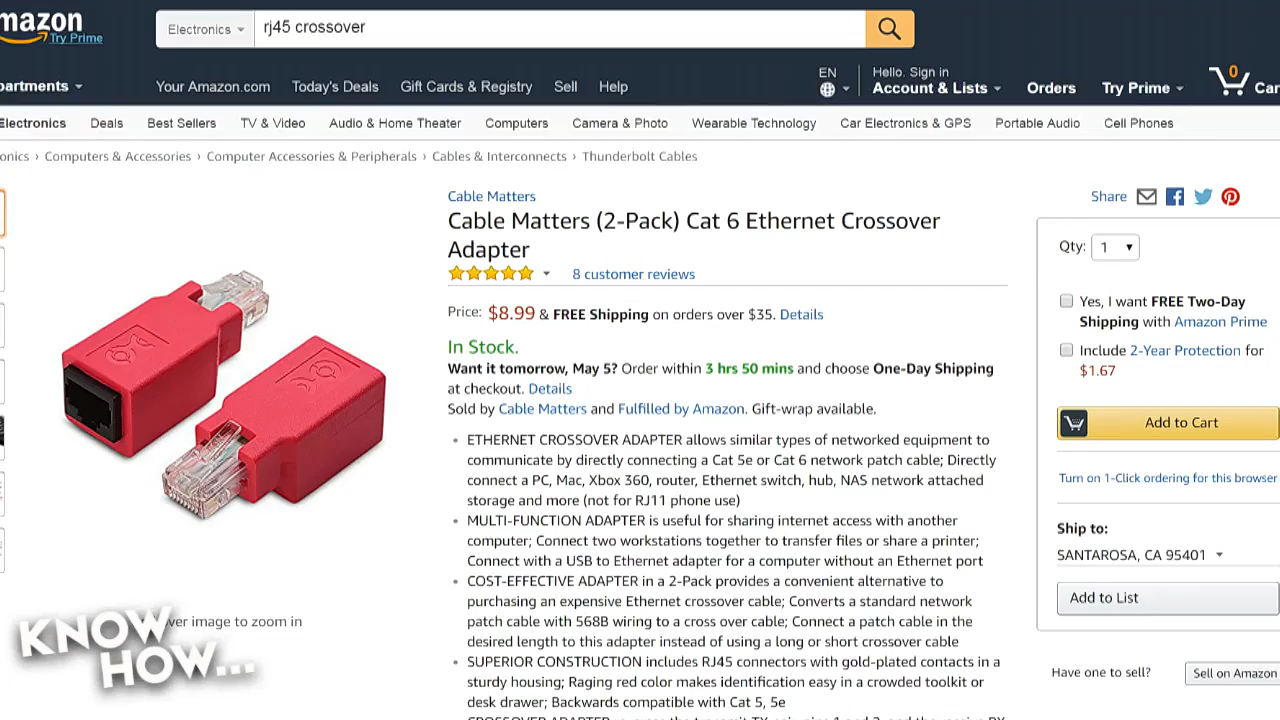 mazon
Try Prime
Electronics
rj45 crossover
partments
Your Amazon.com
Today's Deals
Gift Cards & Registry
Sell
Help
EN
Hello. Sign in
Account & Lists
Orders
Try Prime
0
Car
Electronics
Deals
Best Sellers
TV & Video
Audio & Home Theater
Computers
Camera & Photo
Wearable Technology
Car Electronics & GPS
Portable Audio
Cell Phones
onics › Computers & Accessories › Computer Accessories & Peripherals › Cables & Interconnects › Thunderbolt Cables
Cable Matters
Cable Matters (2-Pack) Cat 6 Ethernet Crossover
Adapter
8 customer reviews
Price: $8.99 & FREE Shipping on orders over $35. Details
In Stock.
Want it tomorrow, May 5? Order within 3 hrs 50 mins and choose One-Day Shipping
at checkout. Details
Sold by Cable Matters and Fulfilled by Amazon. Gift-wrap available.
• ETHERNET CROSSOVER ADAPTER allows similar types of networked equipment to
communicate by directly connecting a Cat 5e or Cat 6 network patch cable; Directly
connect a PC, Mac, Xbox 360, router, Ethernet switch, hub, NAS network attached
storage and more (not for RJ11 phone use)
• MULTI-FUNCTION ADAPTER is useful for sharing internet access with another
computer; Connect two workstations together to transfer files or share a printer;
Connect with a USB to Ethernet adapter for a computer without an Ethernet port
• COST-EFFECTIVE ADAPTER in a 2-Pack provides a convenient alternative to
purchasing an expensive Ethernet crossover cable; Converts a standard network
patch cable with 568B wiring to a cross over cable; Connect a patch cable in the
desired length to this adapter instead of using a long or short crossover cable
• SUPERIOR CONSTRUCTION includes RJ45 connectors with gold-plated contacts in a
sturdy housing; Raging red color makes identification easy in a crowded toolkit or
desk drawer; Backwards compatible with Cat 5, 5e
Share
Qty: 1
Yes, I want FREE Two-Day
Shipping with Amazon Prime
Include 2-Year Protection for
$1.67
Add to Cart
Turn on 1-Click ordering for this browser
Ship to:
SANTAROSA, CA 95401
Add to List
Have one to sell?
Sell on Amazon
ver image to zoom in
KNOW
HOW...